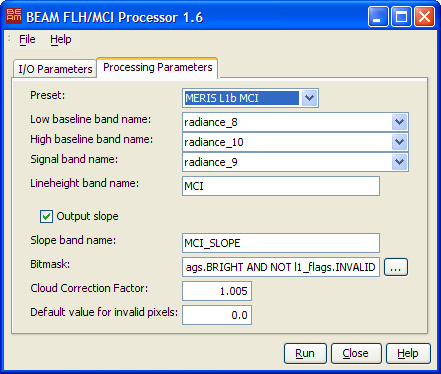 BEAM FLH/MCI Processor 1.6
File Help
I/O Parameters Processing Parameters
Preset: MERIS L1b MCI
Low baseline band name: radiance_8
High baseline band name: radiance_10
Signal band name: radiance_9
Lineheight band name: MCI
Output slope
Slope band name: MCI_SLOPE
Bitmask: ags.BRIGHT AND NOT l1_flags.INVALID ...
Cloud Correction Factor: 1.005
Default value for invalid pixels: 0.0
Run Close Help